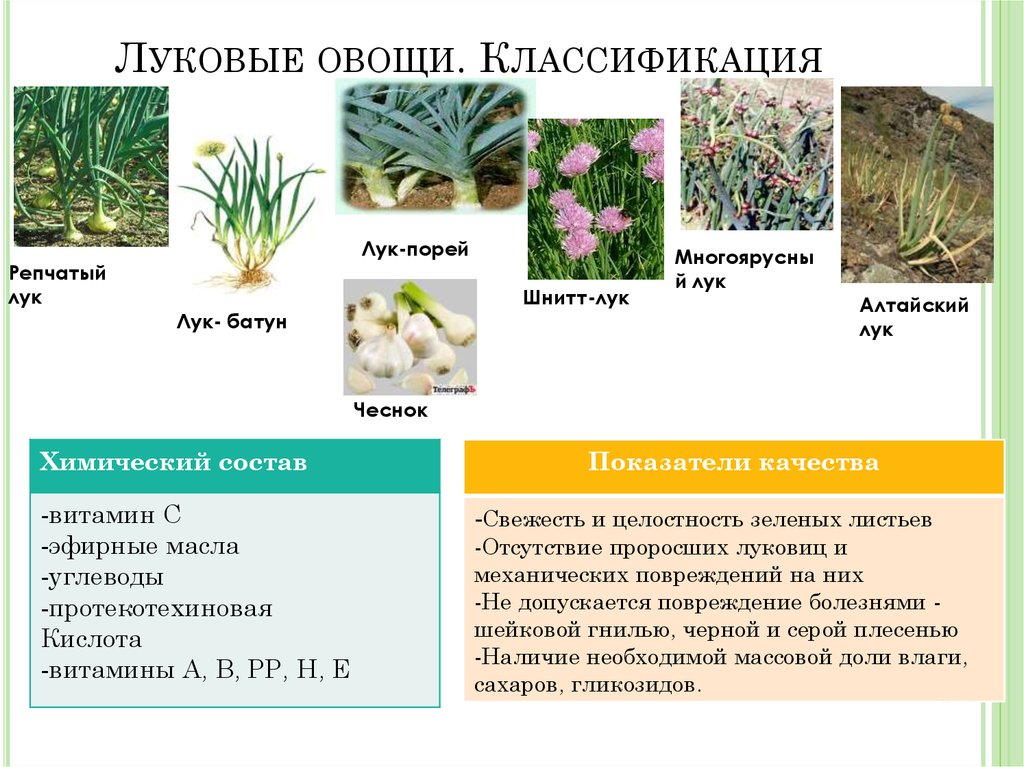 Луковые овощи. Классификация
Репчатый
лук
Лук- батун
Лук-порей
ТелеграфЪ
Чеснок
Шнитт-лук
Многоярусны
й лук
Алтайский
лук
Химический состав
-витамин С
-эфирные масла
-углеводы
-протекотехиновая
Кислота
-витамины А, В, РР, Н, Е
Показатели качества
-Свежесть и целостность зеленых листьев
-Отсутствие проросших луковиц и
механических повреждений на них
-Не допускается повреждение болезнями -
шейковой гнилью, черной и серой плесенью
-Наличие необходимой массовой доли влаги,
сахаров, гликозидов.